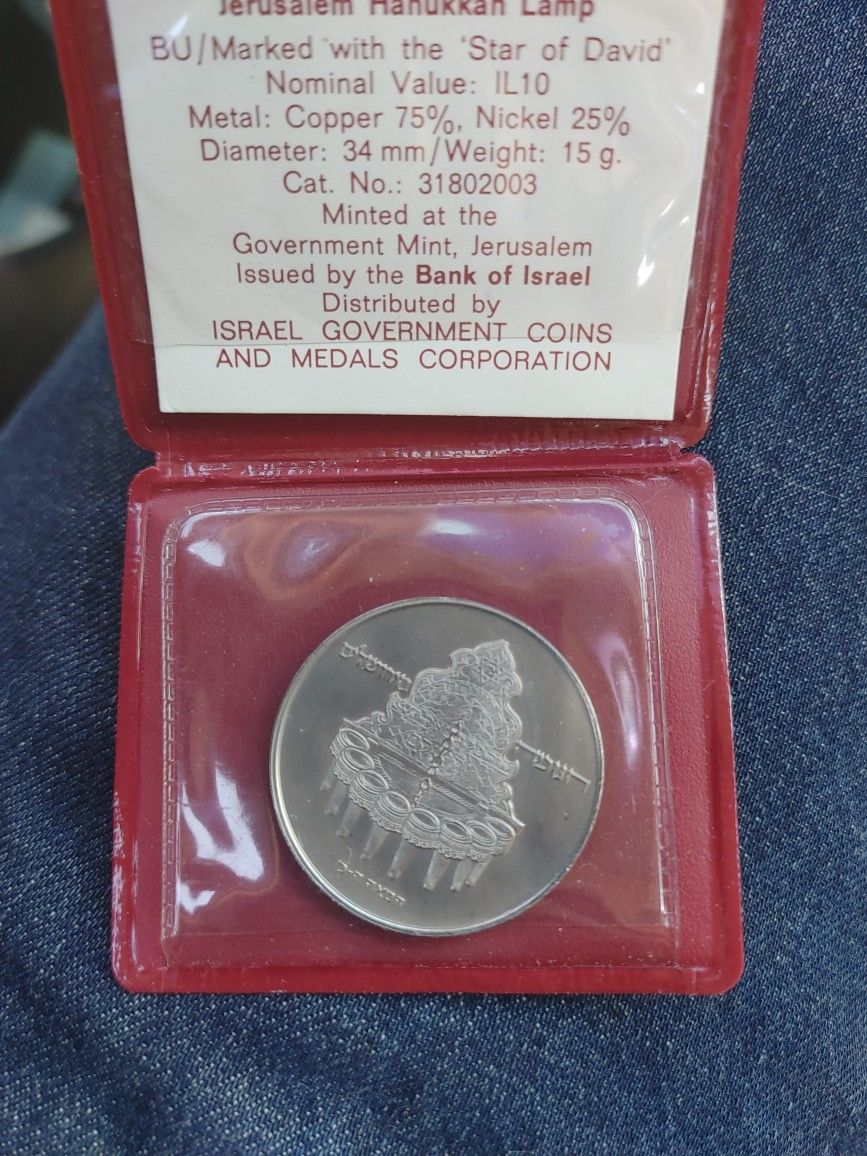 Jerusalem Hanukkah Lamp
BU/Marked with the 'Star of David'
Nominal Value: IL10
Metal: Copper 75%, Nickel 25%
Diameter: 34 mm/Weight: 15 g.
Cat. No.: 31802003
Minted at the
Government Mint, Jerusalem
Issued by the Bank of Israel
Distributed by
ISRAEL GOVERNMENT COINS
AND MEDALS CORPORATION